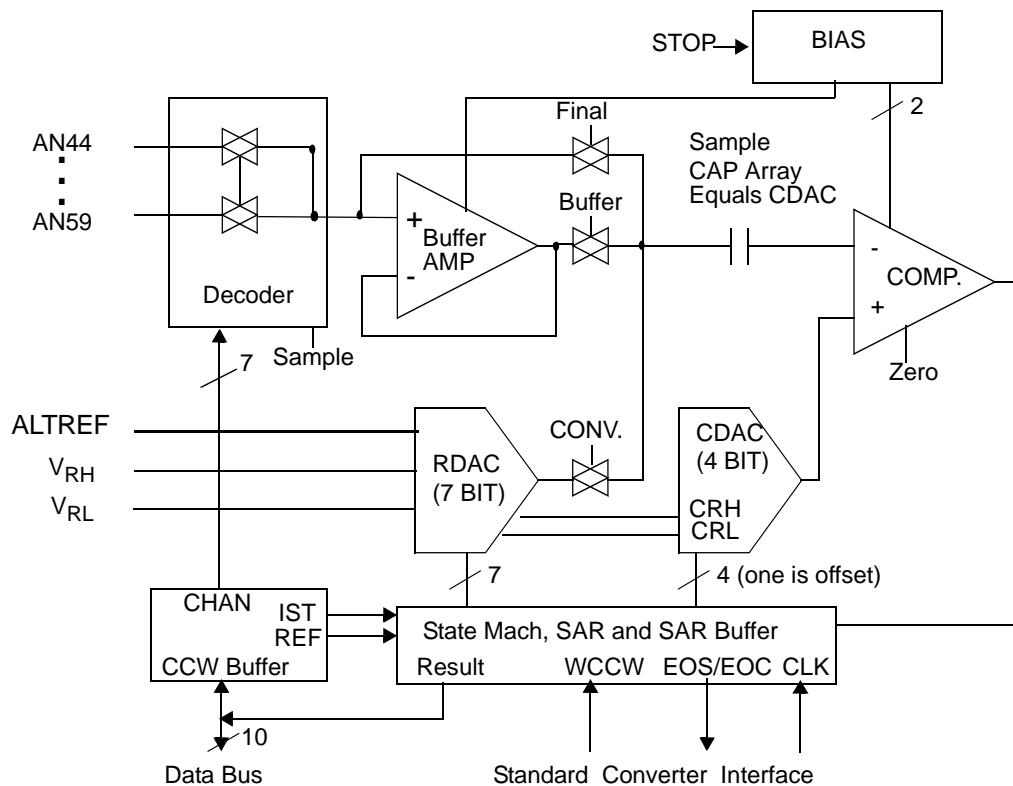 STOP
BIAS
2
Final
AN44
AN59
Sample
CAP Array
Equals CDAC
Buffer
+
Buffer
AMP
-
-
COMP.
+
Zero
Decoder
Sample
7
ALTREF
VRH
VRL
RDAC
(7 BIT)
CONV.
CDAC
(4 BIT)
CRH
CRL
7
4 (one is offset)
CHAN
IST
REF
CCW Buffer
State Mach, SAR and SAR Buffer
Result
WCCW
EOS/EOC
CLK
10
Data Bus
Standard Converter Interface